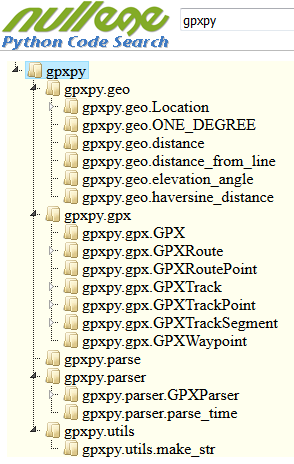 nullege
gpxpy
Python Code Search
gpxpy
gpxpy.geo
gpxpy.geo.Location
gpxpy.geo.ONE_DEGREE
gpxpy.geo.distance
gpxpy.geo.distance_from_line
gpxpy.geo.elevation_angle
gpxpy.geo.haversine_distance
gpxpy.gpx
gpxpy.gpx.GPX
gpxpy.gpx.GPXRoute
gpxpy.gpx.GPXRoutePoint
gpxpy.gpx.GPXTrack
gpxpy.gpx.GPXTrackPoint
gpxpy.gpx.GPXTrackSegment
gpxpy.gpx.GPXWaypoint
gpxpy.parse
gpxpy.parser
gpxpy.parser.GPXParser
gpxpy.parser.parse_time
gpxpy.utils
gpxpy.utils.make_str